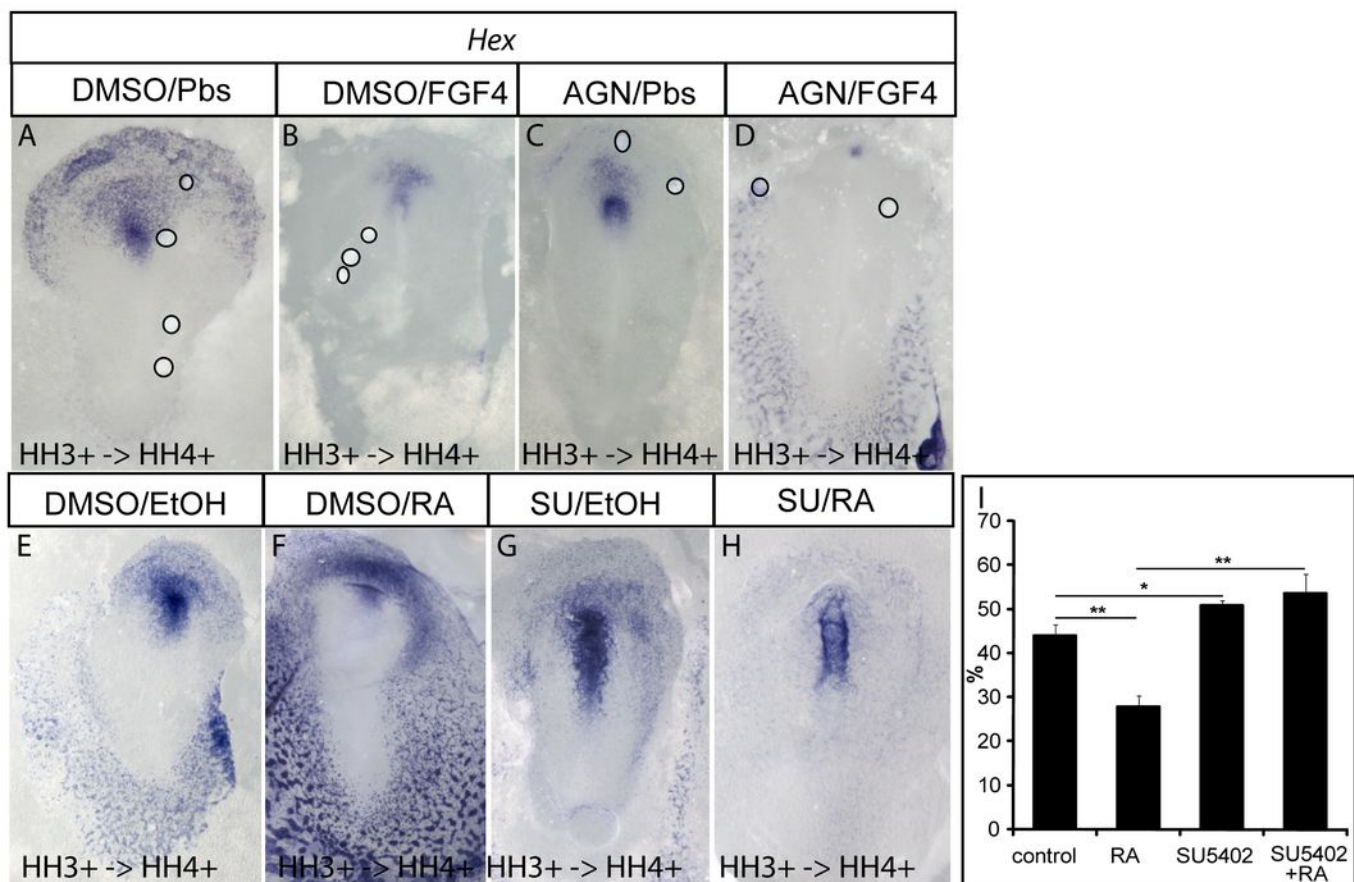 Hex
DMSO/Pbs DMSO/FGF4 AGN/Pbs AGN/FGF4
A B C D
HH3+ -> HH4+ HH3+ -> HH4+ HH3+ -> HH4+ HH3+ -> HH4+
DMSO/EtOH DMSO/RA SU/EtOH SU/RA
E F G H
HH3+ -> HH4+ HH3+ -> HH4+ HH3+ -> HH4+ HH3+ -> HH4+
I
70
60
50
40
30
20
10
0
%
** * **
control RA SU5402 SU5402
+RA